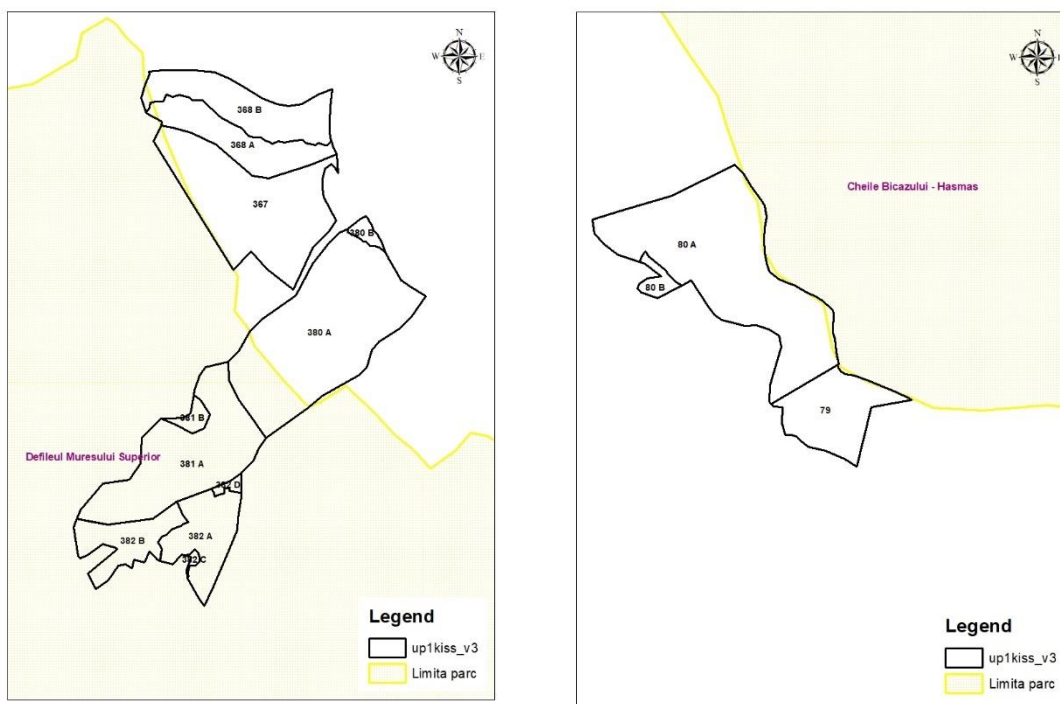 N
W E
S
368 B
368 A
367
380 B
380 A
381 B
Defileul Muresului Superior
381 A
382 D
382 A
382 B
382 C
Legend
up1kiss_v3
Limita parc
N
W
S
Cheile Bicazului - Hasmas
80 A
80 B
79
Legend
up1kiss_v3
Limita parc